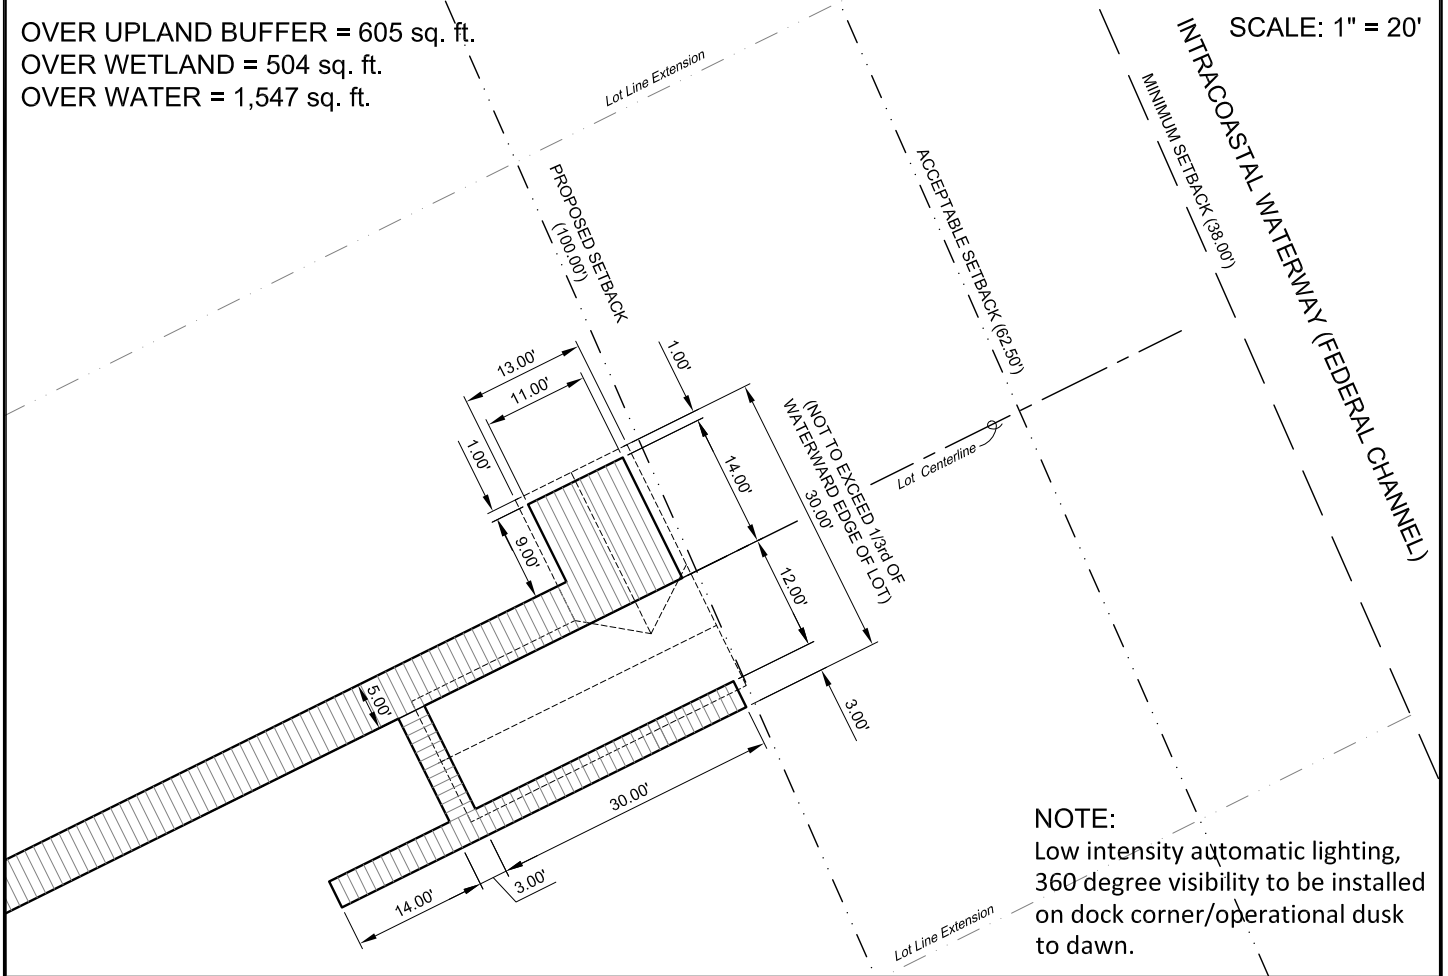 OVER UPLAND BUFFER = 605 sq. ft.
OVER WETLAND = 504 sq. ft.
OVER WATER = 1,547 sq. ft.
SCALE: 1" = 20'
Lot Line Extension
PROPOSED SETBACK
(100.00')
ACCEPTABLE SETBACK (62.50')
MINIMUM SETBACK (38.00')
INTRACOASTAL WATERWAY (FEDERAL CHANNEL)
13.00'
11.00'
1.00'
1.00'
9.00'
14.00'
(NOT TO EXCEED 1/3rd OF
WATERWARD EDGE OF LOT)
30.00'
Lot Centerline
12.00'
5.00'
3.00'
30.00'
3.00'
14.00'
Lot Line Extension
NOTE:
Low intensity automatic lighting,
360 degree visibility to be installed
on dock corner/operational dusk
to dawn.